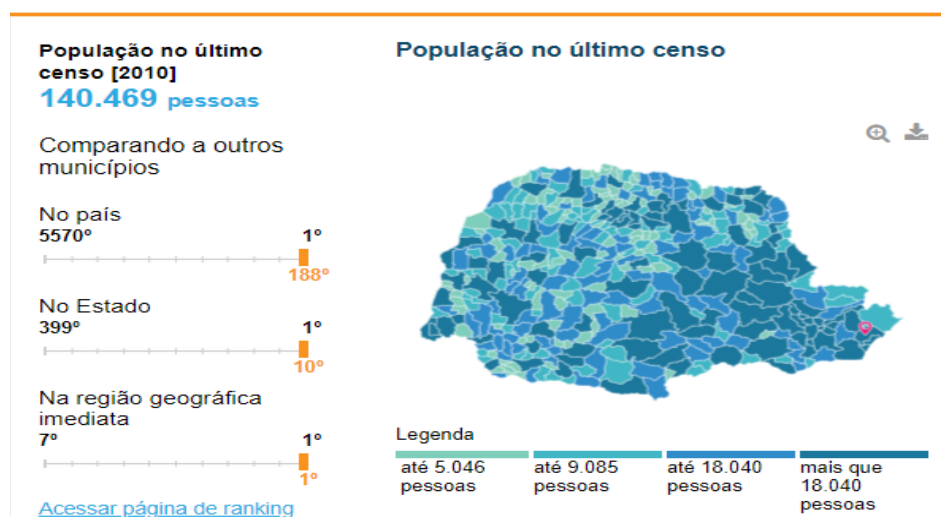 População no último
censo [2010]
140.469 pessoas
Comparando a outros
municípios
No país
5570º 1º
188º
No Estado
399º 1º
10º
Na região geográfica
imediata
7º 1º
1º
Acessar página de ranking
População no último censo
Legenda
até 5.046
pessoas
até 9.085
pessoas
até 18.040
pessoas
mais que
18.040
pessoas